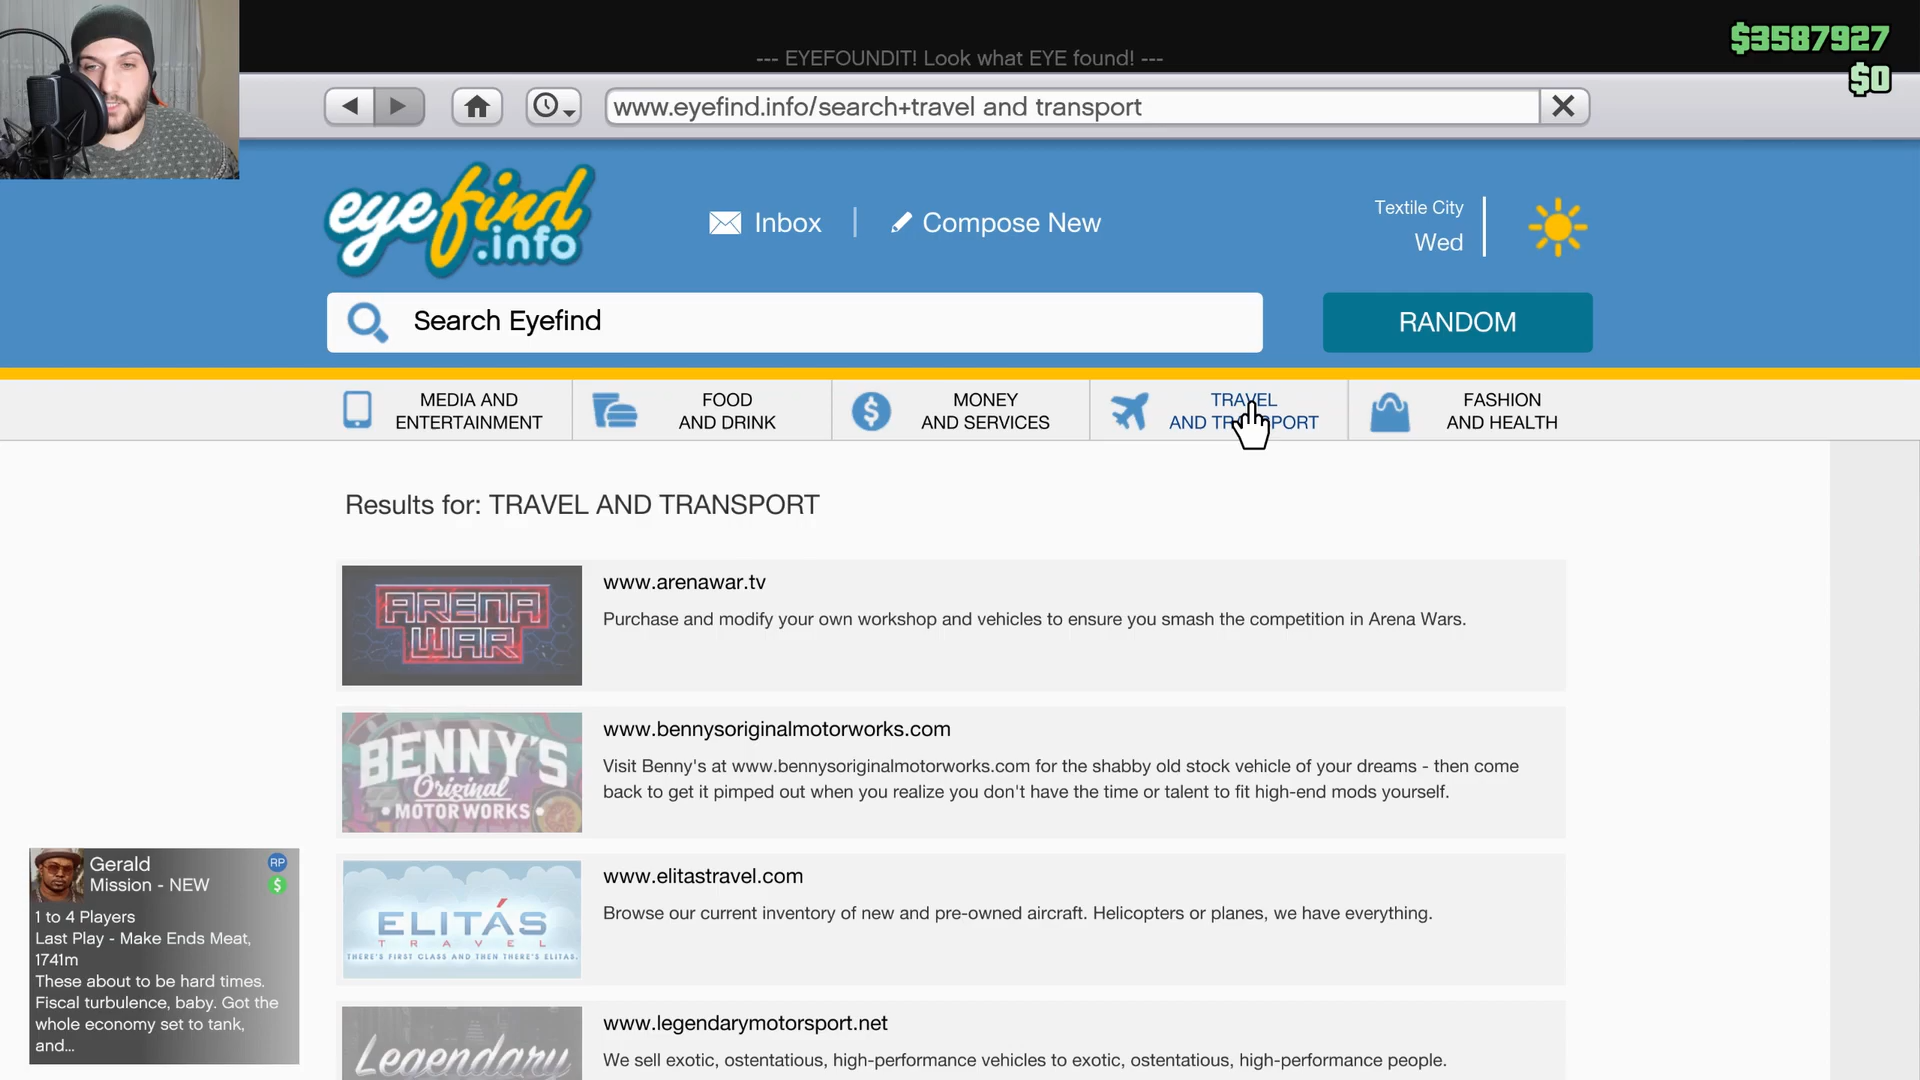 $3587927
$0
--- EYEFOUNDIT! Look what EYE found! ---
www.eyefind.info/search+travel and transport
eyefind
.info
Inbox
Compose New
Textile City
Wed
Search Eyefind
RANDOM
MEDIA AND
ENTERTAINMENT
FOOD
AND DRINK
MONEY
AND SERVICES
TRAVEL
AND TRANSPORT
FASHION
AND HEALTH
Results for: TRAVEL AND TRANSPORT
ARENA
WAR
www.arenawar.tv
Purchase and modify your own workshop and vehicles to ensure you smash the competition in Arena Wars.
BENNY'S
Original
MOTOR WORKS
www.bennysoriginalmotorworks.com
Visit Benny's at www.bennysoriginalmotorworks.com for the shabby old stock vehicle of your dreams - then come
back to get it pimped out when you realize you don't have the time or talent to fit high-end mods yourself.
ELITÁS
TRAVEL
THERE'S FIRST CLASS AND THEN THERE'S ELITAS.
www.elitastravel.com
Browse our current inventory of new and pre-owned aircraft. Helicopters or planes, we have everything.
Legendary
www.legendarymotorsport.net
We sell exotic, ostentatious, high-performance vehicles to exotic, ostentatious, high-performance people.
Gerald
RP
Mission - NEW
$
1 to 4 Players
Last Play - Make Ends Meat,
1741m
These about to be hard times.
Fiscal turbulence, baby. Got the
whole economy set to tank,
and...